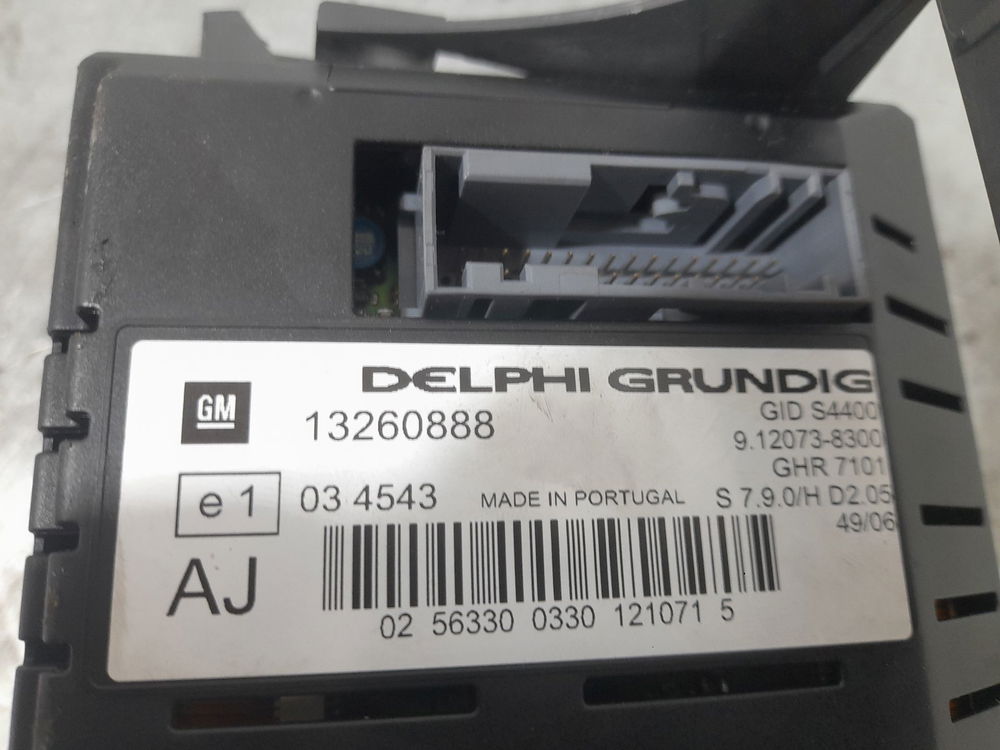 DELPHI GRUNDIG
GM 13260888
GID S4400
9.12073-8300
GHR 7101
e1 03 4543 MADE IN PORTUGAL S 7.9.0/H D2.05
49/06
AJ
02 56330 0330 121071 5